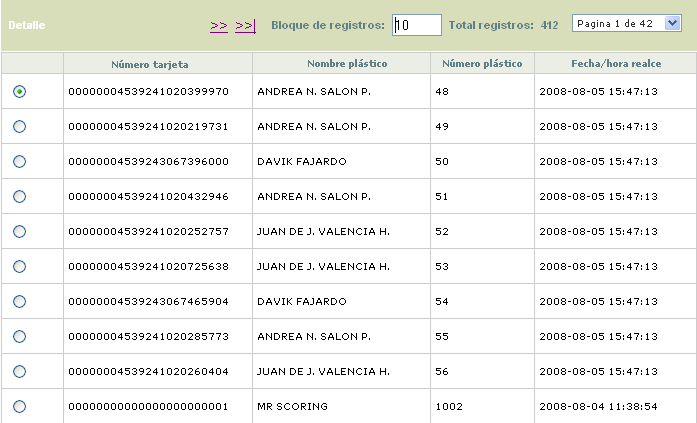 Detalle >> >>| Bloque de registros: 10 Total registros: 412 Pagina 1 de 42
Número tarjeta Nombre plástico Número plástico Fecha/hora realce
00000004539241020399970 ANDREA N. SALON P. 48 2008-08-05 15:47:13
00000004539241020219731 ANDREA N. SALON P. 49 2008-08-05 15:47:13
00000004539243067396000 DAVIK FAJARDO 50 2008-08-05 15:47:13
00000004539241020432946 ANDREA N. SALON P. 51 2008-08-05 15:47:13
00000004539241020252757 JUAN DE J. VALENCIA H. 52 2008-08-05 15:47:13
00000004539241020725638 JUAN DE J. VALENCIA H. 53 2008-08-05 15:47:13
00000004539243067465904 DAVIK FAJARDO 54 2008-08-05 15:47:13
00000004539241020285773 ANDREA N. SALON P. 55 2008-08-05 15:47:13
00000004539241020260404 JUAN DE J. VALENCIA H. 56 2008-08-05 15:47:13
00000000000000000000001 MR SCORING 1002 2008-08-04 11:38:54